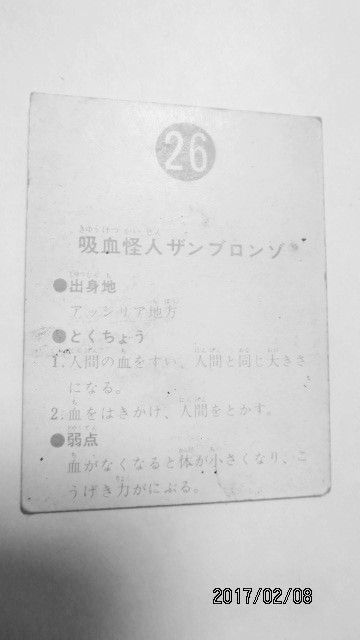 26
吸血怪人ザンブロンゾ
●出身地
アッシリア地方
●とくちょう
1.人間の血をすい、人間と同じ大きさ
になる。
2.血をはきかけ、人間をとかす。
●弱点
血がなくなると体が小さくなり、こ
うげき力がにぶる。
2017/02/08